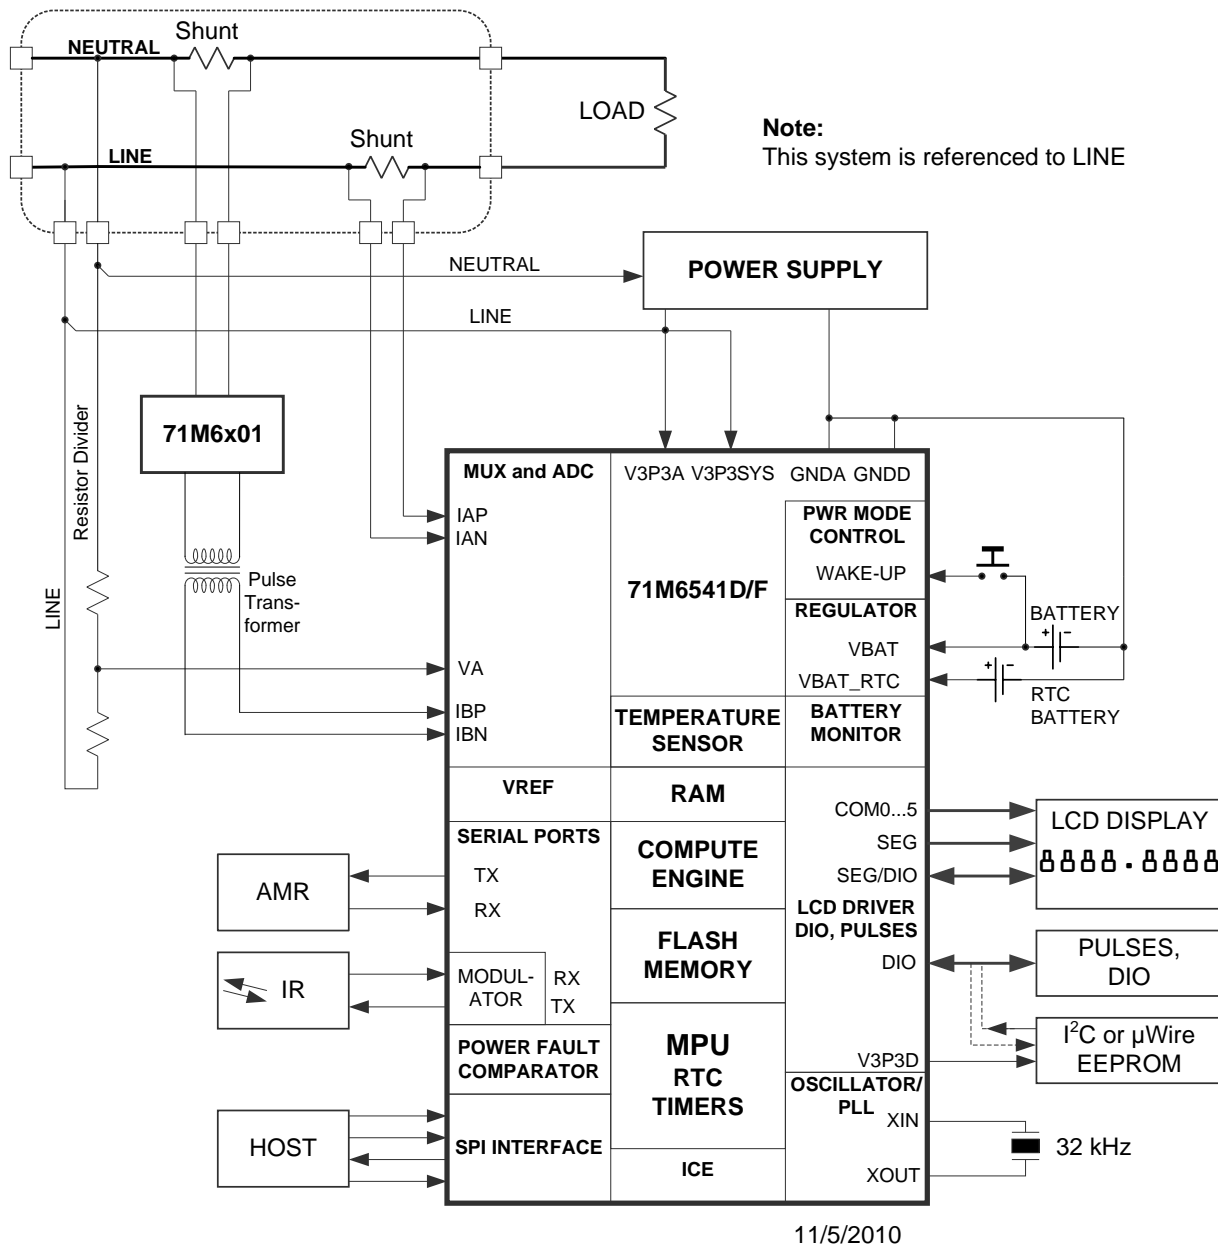 Shunt
NEUTRAL
LOAD
Note:
This system is referenced to LINE
Shunt
LINE
NEUTRAL
POWER SUPPLY
LINE
Resistor Divider
71M6x01
LINE
Pulse
Trans-
former
MUX and ADC
V3P3A V3P3SYS GNDA GNDD
IAP
IAN
PWR MODE
CONTROL
WAKE-UP
71M6541D/F
REGULATOR
BATTERY
VBAT
VBAT_RTC
RTC
BATTERY
VA
IBP
IBN
TEMPERATURE
SENSOR
BATTERY
MONITOR
VREF
RAM
COM0...5
SEG
SEG/DIO
LCD DISPLAY
SERIAL PORTS
TX
RX
COMPUTE
ENGINE
LCD DRIVER
DIO, PULSES
DIO
AMR
FLASH
MEMORY
PULSES,
DIO
IR
MODUL-
ATOR
RX
TX
I²C or µWire
EEPROM
POWER FAULT
COMPARATOR
MPU
RTC
TIMERS
V3P3D
OSCILLATOR/
PLL
XIN
HOST
SPI INTERFACE
32 kHz
ICE
XOUT
11/5/2010